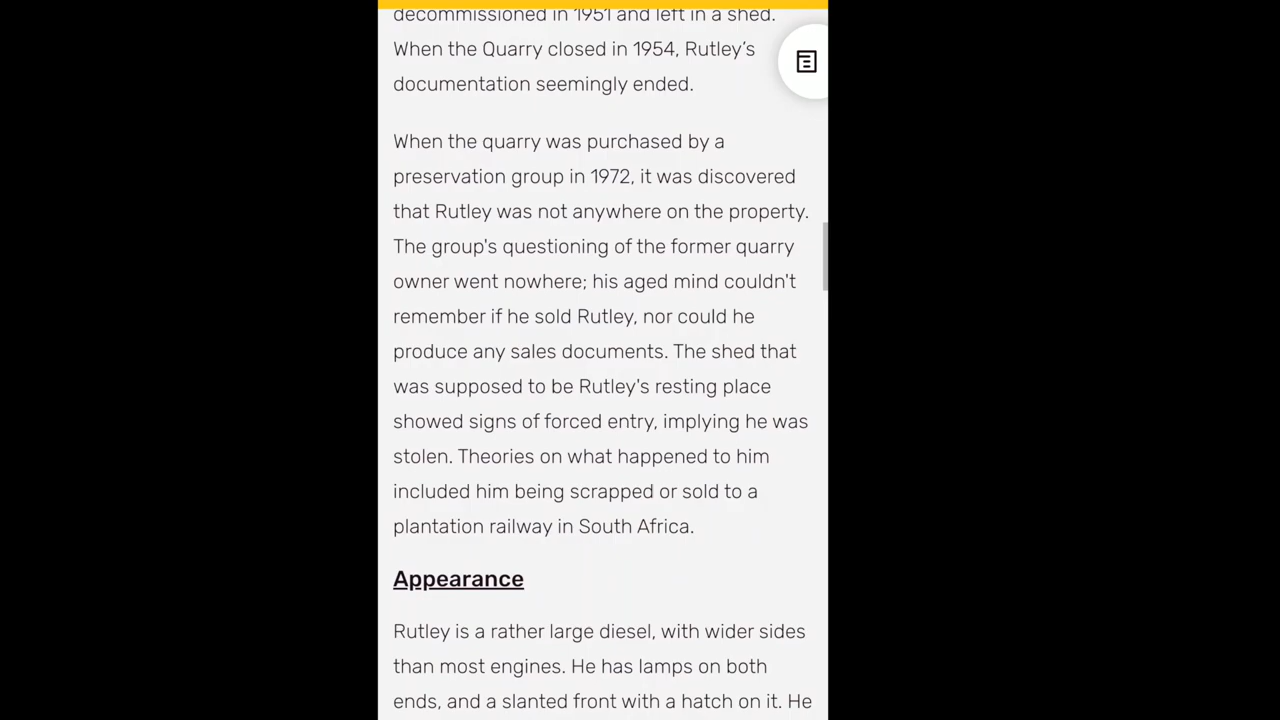 decommissioned in 1951 and left in a shed.
When the Quarry closed in 1954, Rutley’s
documentation seemingly ended.
When the quarry was purchased by a
preservation group in 1972, it was discovered
that Rutley was not anywhere on the property.
The group's questioning of the former quarry
owner went nowhere; his aged mind couldn't
remember if he sold Rutley, nor could he
produce any sales documents. The shed that
was supposed to be Rutley's resting place
showed signs of forced entry, implying he was
stolen. Theories on what happened to him
included him being scrapped or sold to a
plantation railway in South Africa.
Appearance
Rutley is a rather large diesel, with wider sides
than most engines. He has lamps on both
ends, and a slanted front with a hatch on it. He